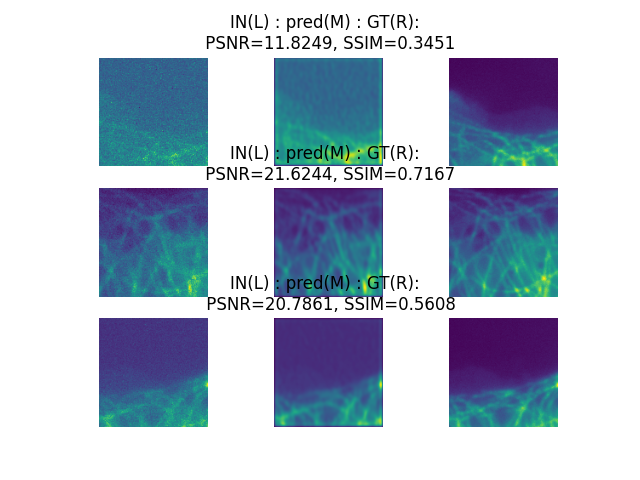 IN(L) : pred(M) : GT(R):
PSNR=11.8249, SSIM=0.3451
IN(L) : pred(M) : GT(R):
PSNR=21.6244, SSIM=0.7167
IN(L) : pred(M) : GT(R):
PSNR=20.7861, SSIM=0.5608